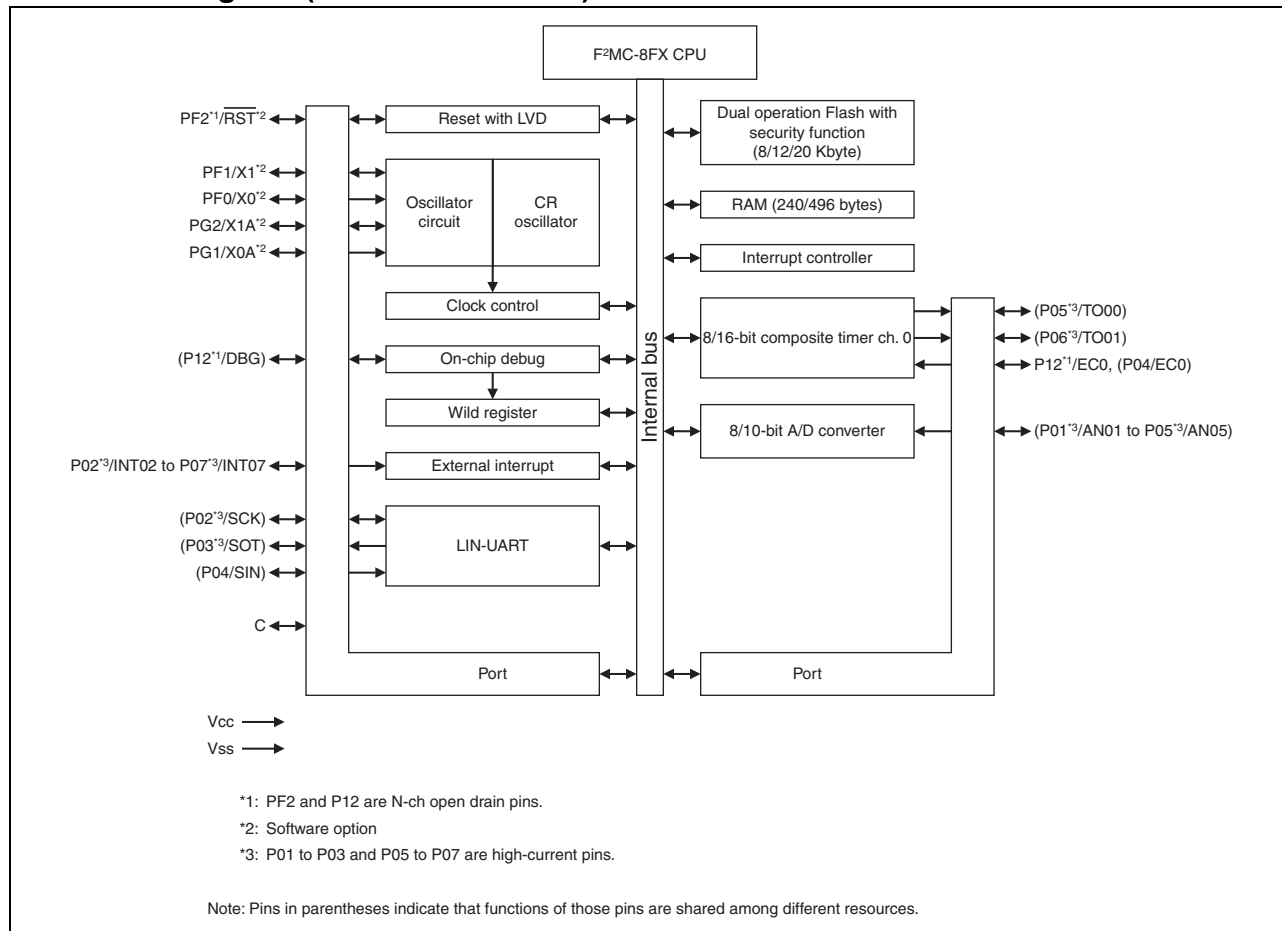 F²MC-8FX CPU
PF2*1/RST*2
Reset with LVD
Dual operation Flash with
security function
(8/12/20 Kbyte)
PF1/X1*2
PF0/X0*2
PG2/X1A*2
PG1/X0A*2
Oscillator
circuit
CR
oscillator
RAM (240/496 bytes)
Interrupt controller
Clock control
8/16-bit composite timer ch. 0
(P05*3/TO00)
(P06*3/TO01)
P12*1/EC0, (P04/EC0)
(P12*1/DBG)
On-chip debug
Internal bus
Wild register
8/10-bit A/D converter
(P01*3/AN01 to P05*3/AN05)
P02*3/INT02 to P07*3/INT07
External interrupt
(P02*3/SCK)
(P03*3/SOT)
(P04/SIN)
LIN-UART
C
Port
Port
Vcc
Vss
*1: PF2 and P12 are N-ch open drain pins.
*2: Software option
*3: P01 to P03 and P05 to P07 are high-current pins.
Note: Pins in parentheses indicate that functions of those pins are shared among different resources.